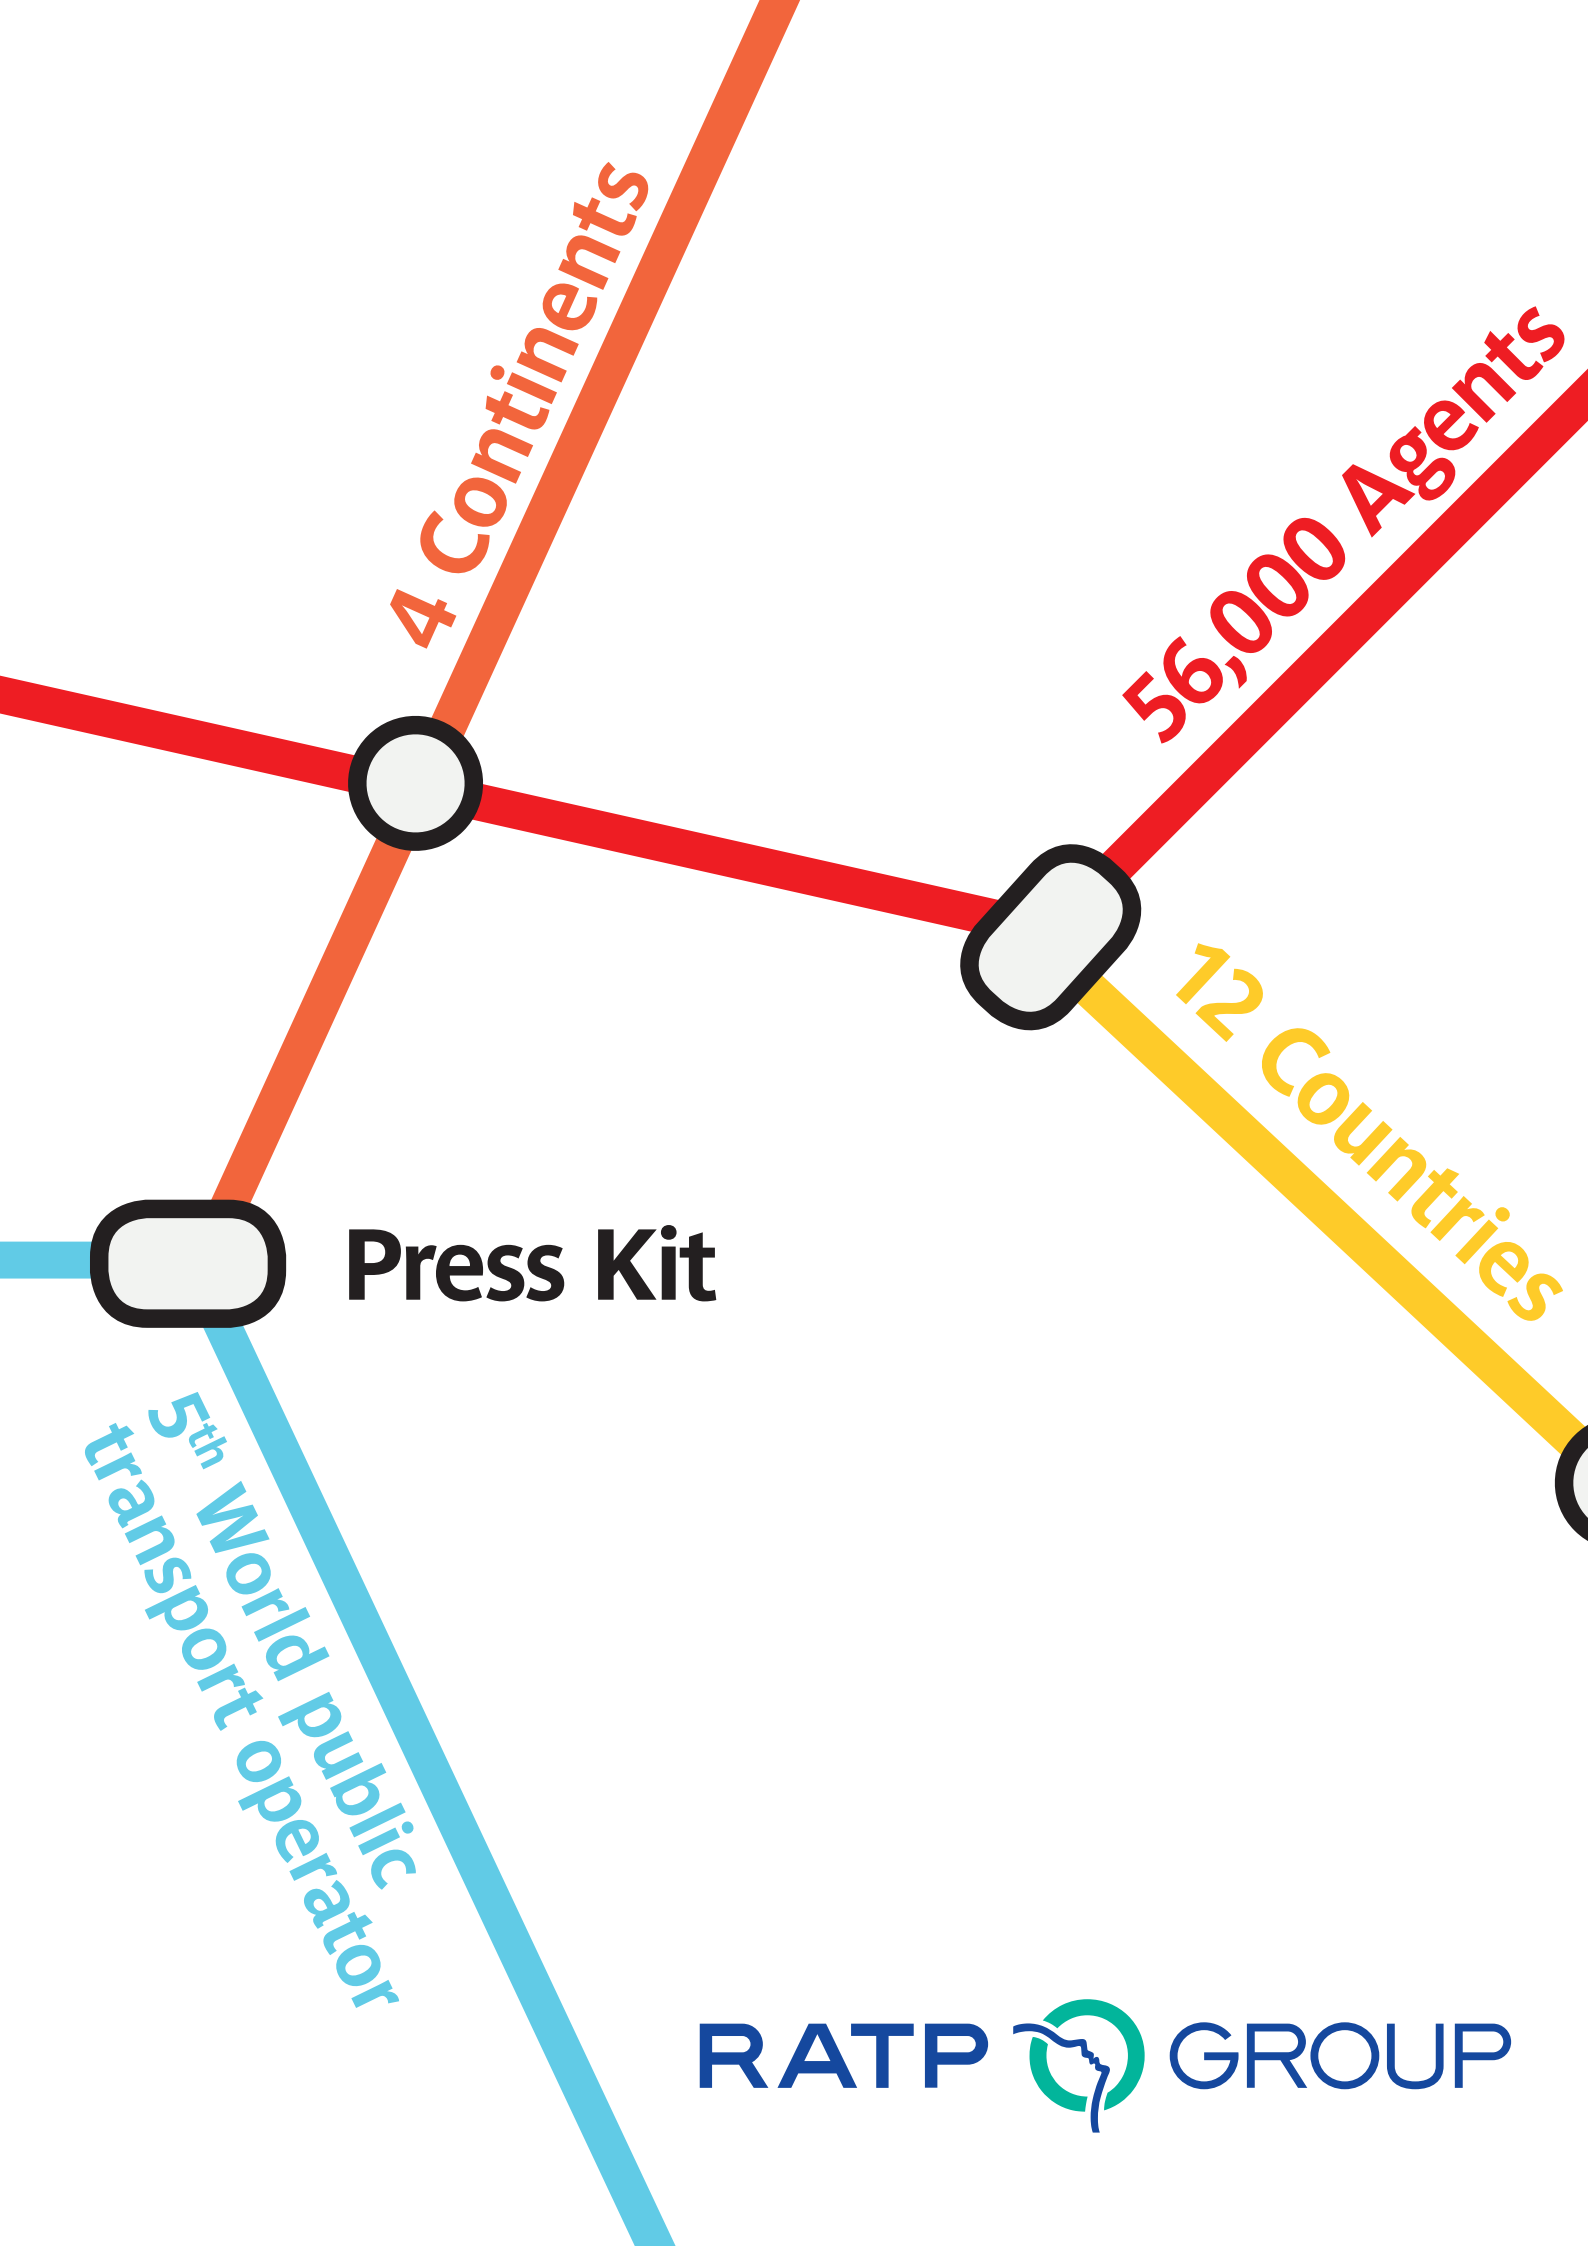 4 Continents
56,000 Agents
12 Countries
Press Kit
5th World public
transport operator
RATP GROUP